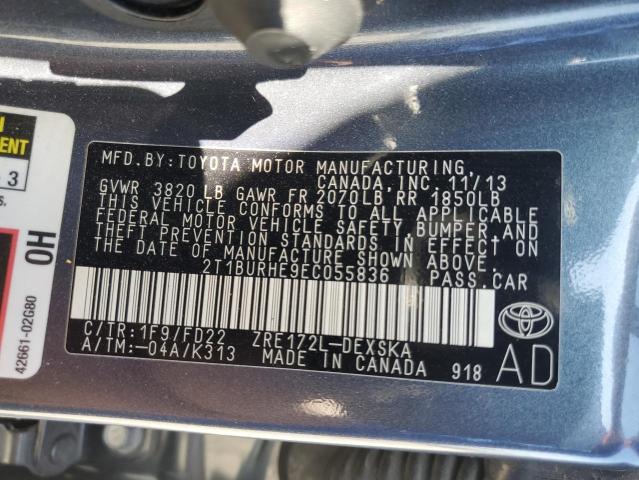 MENT
3
s.
OH
42661-02G80
MFD. BY: TOYOTA MOTOR MANUFACTURING,
CANADA, INC. 11/13
GVWR 3820 LB GAWR FR 2070LB RR 1850LB
THIS VEHICLE CONFORMS TO ALL APPLICABLE
FEDERAL MOTOR VEHICLE SAFETY, BUMPER AND
THEFT PREVENTION STANDARDS IN EFFECT ON
THE DATE OF MANUFACTURE SHOWN ABOVE.
2T1BURHE9EC055836 PASS.CAR
C/TR:1F9/FD22 ZRE172L-DEXSKA
A/TM:-04A/K313 MADE IN CANADA 918
AD